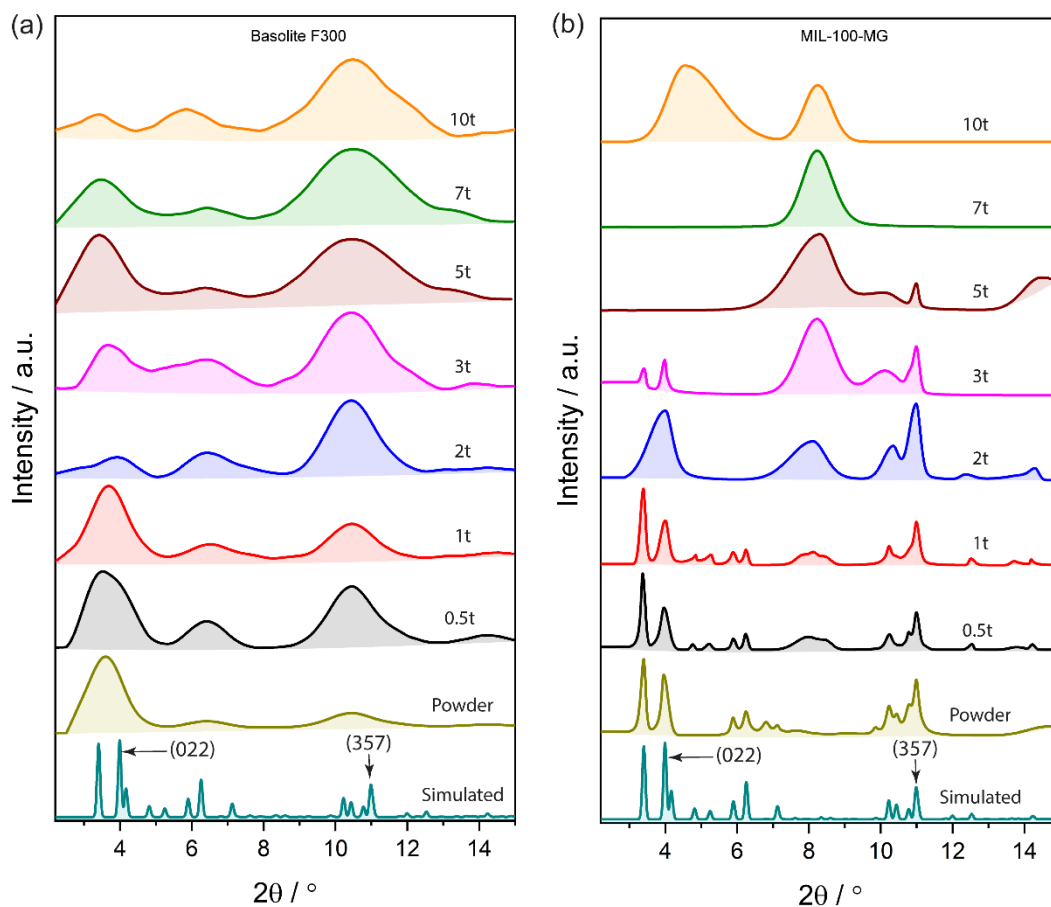 (a)
Basolite F300
10t
7t
5t
3t
2t
1t
0.5t
Powder
(022)
(357)
Simulated
Intensity / a.u.
4 6 8 10 12 14
2θ / °
(b)
MIL-100-MG
10t
7t
5t
3t
2t
1t
0.5t
Powder
(022)
(357)
Simulated
Intensity / a.u.
4 6 8 10 12 14
2θ / °